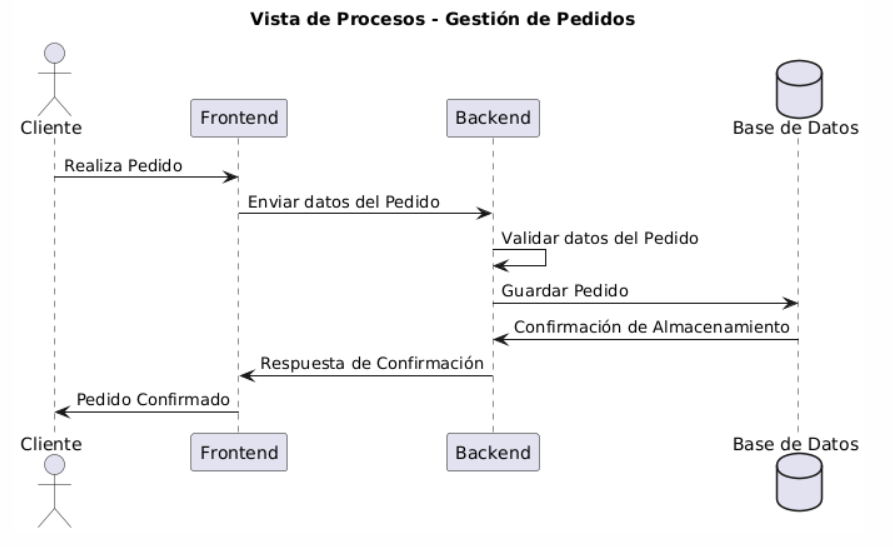 Vista de Procesos - Gestión de Pedidos
Cliente
Frontend
Backend
Base de Datos
Realiza Pedido
Enviar datos del Pedido
Validar datos del Pedido
Guardar Pedido
Confirmación de Almacenamiento
Respuesta de Confirmación
Pedido Confirmado
Cliente
Frontend
Backend
Base de Datos